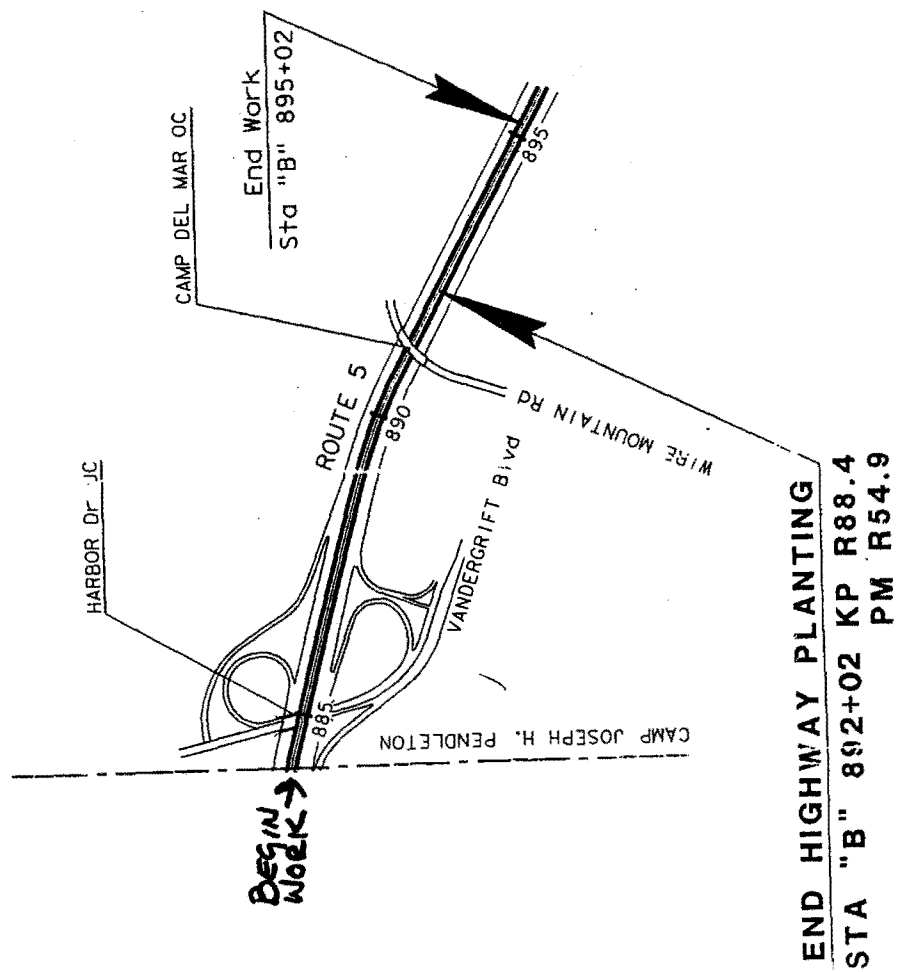 End Work
Sta "B" 895+02
CAMP DEL MAR OC
HARBOR Dr JC
ROUTE 5
895
890
885
WIRE MOUNTAIN Rd
VANDERGRIFT Blvd
CAMP JOSEPH H. PENDLETON
BEGIN
WORK
END HIGHWAY PLANTING
STA "B" 892+02 KP R88.4
PM R54.9